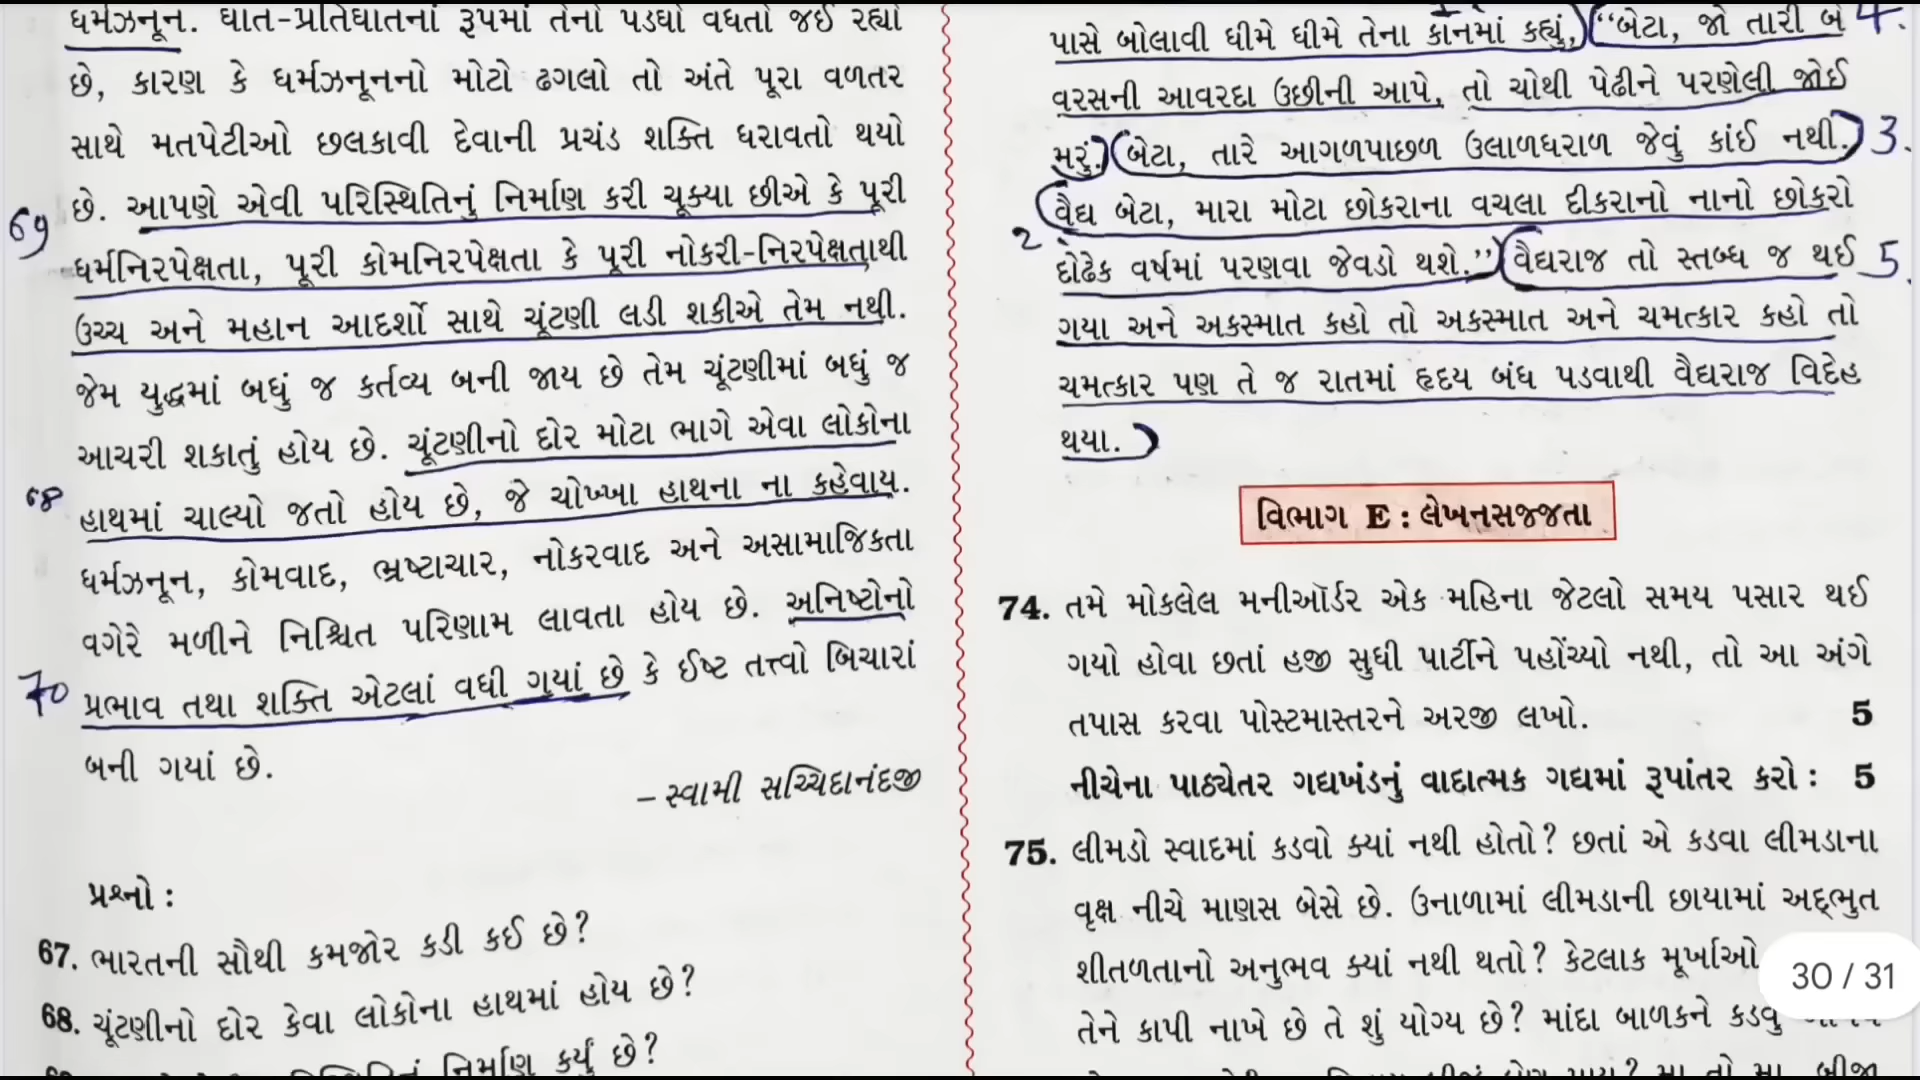 ધર્મઝનૂન. ઘાત-પ્રતિઘાતનાં રૂપમાં તેનો પડઘો વધતો જઈ રહ્યો
છે, કારણ કે ધર્મઝનૂનનો મોટો ઢગલો તો અંતે પૂરા વળતર
સાથે મતપેટીઓ છલકાવી દેવાની પ્રચંડ શક્તિ ધરાવતો થયો
છે. આપણે એવી પરિસ્થિતિનું નિર્માણ કરી ચૂક્યા છીએ કે પૂરી
69
ધર્મનિરપેક્ષતા, પૂરી કોમનિરપેક્ષતા કે પૂરી નોકરી-નિરપેક્ષતાથી
ઉચ્ચ અને મહાન આદર્શો સાથે ચૂંટણી લડી શકીએ તેમ નથી.
જેમ યુદ્ધમાં બધું જ કર્તવ્ય બની જાય છે તેમ ચૂંટણીમાં બધું જ
આચરી શકાતું હોય છે. ચૂંટણીનો દોર મોટા ભાગે એવા લોકોના
68 હાથમાં ચાલ્યો જતો હોય છે, જે ચોખ્ખા હાથના ના કહેવાય.
ધર્મઝનૂન, કોમવાદ, ભ્રષ્ટાચાર, નોકરવાદ અને અસામાજિકતા
વગેરે મળીને નિશ્ચિત પરિણામ લાવતા હોય છે. અનિષ્ટોનો
70 પ્રભાવ તથા શક્તિ એટલાં વધી ગયાં છે કે ઈષ્ટ તત્ત્વો બિચારાં
બની ગયાં છે.
– સ્વામી સચ્ચિદાનંદજી
પ્રશ્નો :
67. ભારતની સૌથી કમજોર કડી કઈ છે?
68. ચૂંટણીનો દોર કેવા લોકોના હાથમાં હોય છે?
નિર્માણ કર્યું છે?
પાસે બોલાવી ધીમે ધીમે તેના કાનમાં કહ્યું, “બેટા, જો તારી બે 4.
વરસની આવરદા ઉછીની આપે, તો ચોથી પેઢીને પરણેલી જોઈ
મરું. બેટા, તારે આગળપાછળ ઉલાળધરાળ જેવું કાંઈ નથી. 3.
વૈદ્ય બેટા, મારા મોટા છોકરાના વચલા દીકરાનો નાનો છોકરો
2 દોઢેક વર્ષમાં પરણવા જેવડો થશે.” વૈદ્યરાજ તો સ્તબ્ધ જ થઈ 5.
ગયા અને અકસ્માત કહો તો અકસ્માત અને ચમત્કાર કહો તો
ચમત્કાર પણ તે જ રાતમાં હૃદય બંધ પડવાથી વૈદ્યરાજ વિદેહ
થયા.
વિભાગ E : લેખનસજ્જતા
74. તમે મોકલેલ મનીઑર્ડર એક મહિના જેટલો સમય પસાર થઈ
ગયો હોવા છતાં હજી સુધી પાર્ટીને પહોંચ્યો નથી, તો આ અંગે
તપાસ કરવા પોસ્ટમાસ્તરને અરજી લખો. 5
નીચેના પાઠ્યેતર ગદ્યખંડનું વાદાત્મક ગદ્યમાં રૂપાંતર કરો : 5
75. લીમડો સ્વાદમાં કડવો ક્યાં નથી હોતો? છતાં એ કડવા લીમડાના
વૃક્ષ નીચે માણસ બેસે છે. ઉનાળામાં લીમડાની છાયામાં અદ્ભુત
શીતળતાનો અનુભવ ક્યાં નથી થતો? કેટલાક મૂર્ખાઓ
30 / 31
તેને કાપી નાખે છે તે શું યોગ્ય છે? માંદા બાળકને કડવું